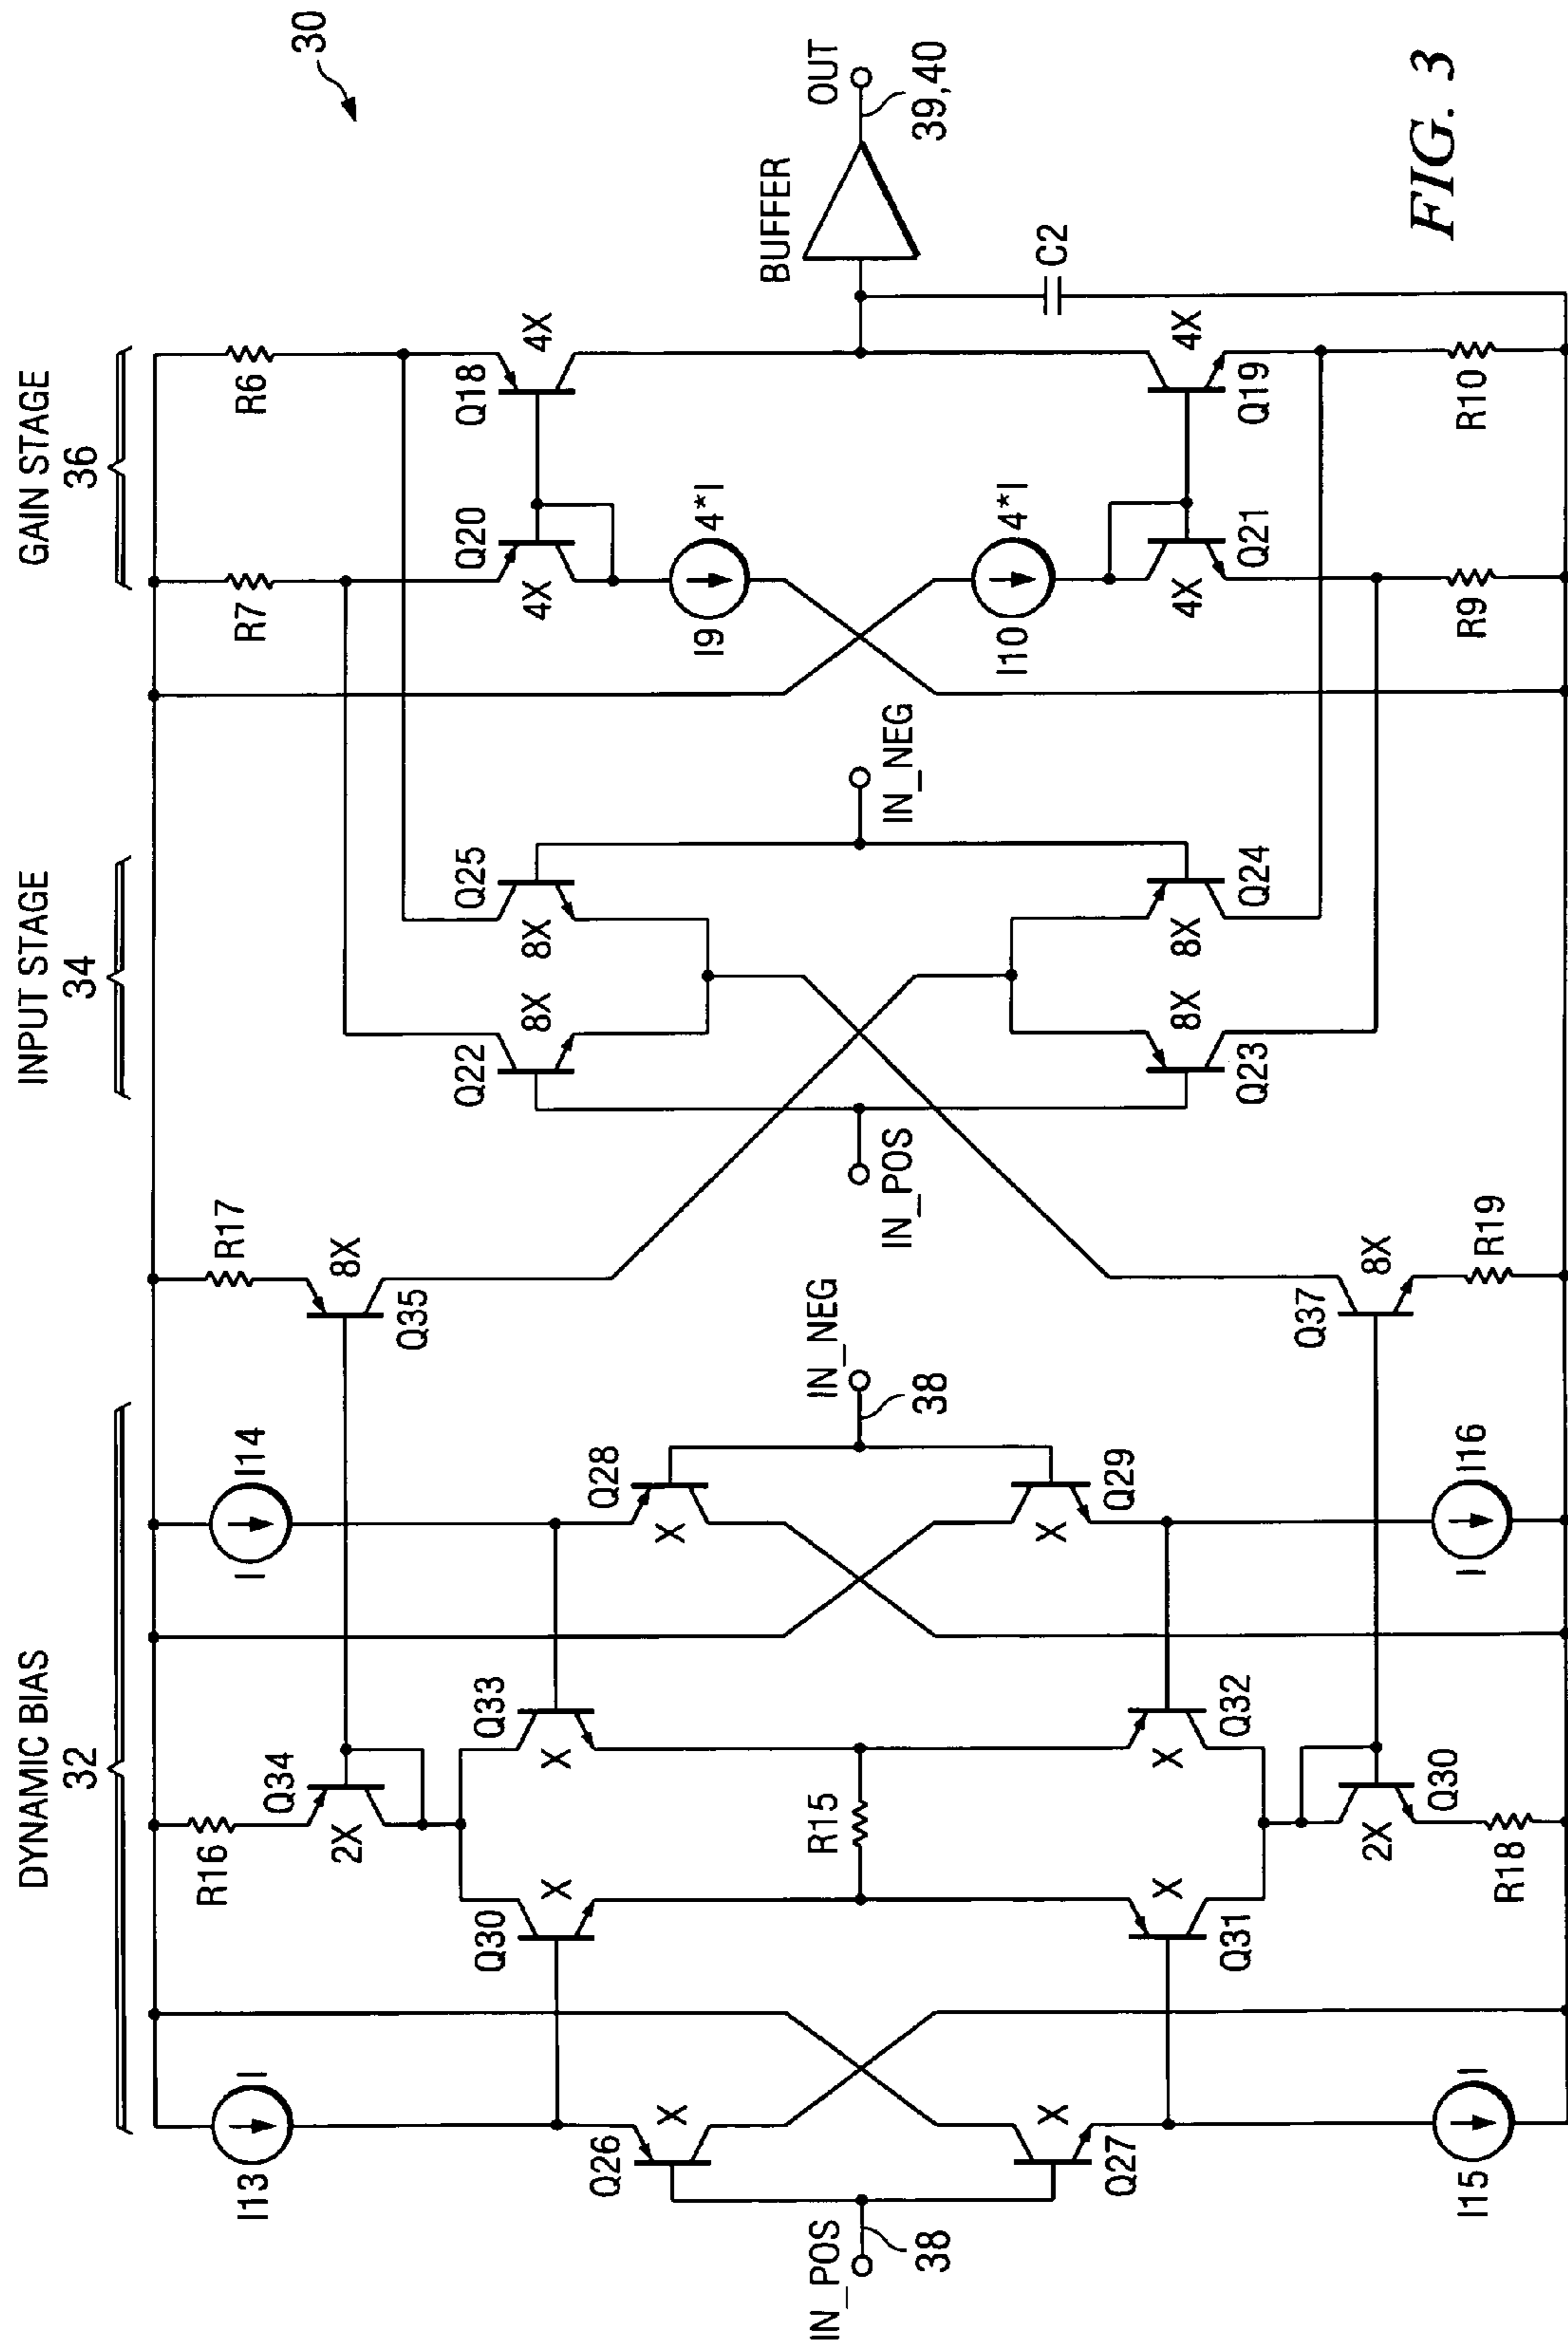 DYNAMIC BIAS
32
INPUT STAGE
34
GAIN STAGE
36
30
I13
I
R16
Q34
2X
I14
I
R17
8X
Q35
R7
R6
Q20
4X
Q18
4X
Q22
8X
Q25
8X
Q30
X
Q33
X
Q26
X
Q28
X
I9
4*I
IN_POS
38
R15
IN_NEG
38
IN_POS
IN_NEG
BUFFER
OUT
39,40
C2
Q27
X
Q29
X
I10
4*I
Q31
X
Q32
X
Q23
8X
Q24
8X
Q21
4X
Q19
4X
I15
I
R18
2X
Q30
I16
I
Q37
8X
R19
R9
R10
FIG. 3